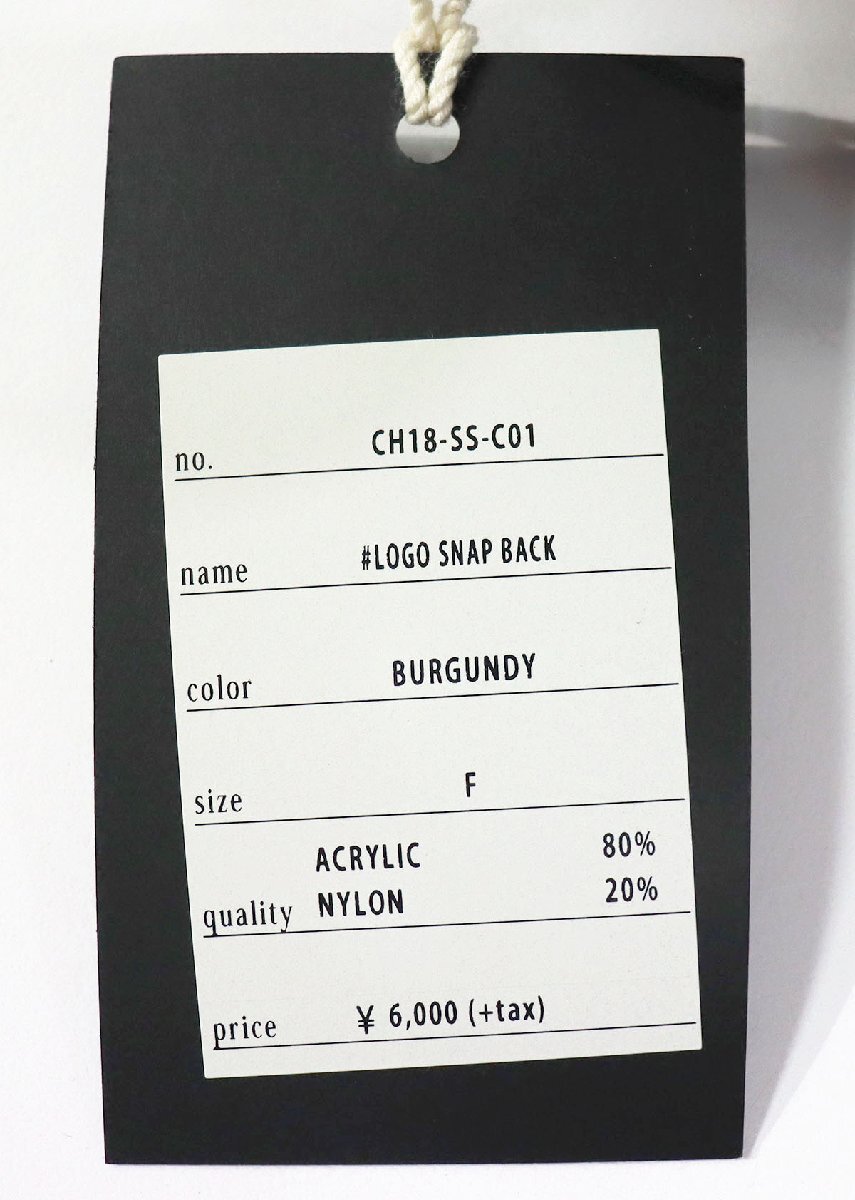 no. CH18-SS-C01
name #LOGO SNAP BACK
color BURGUNDY
size F
ACRYLIC 80%
quality NYLON 20%
price ¥ 6,000 (+tax)